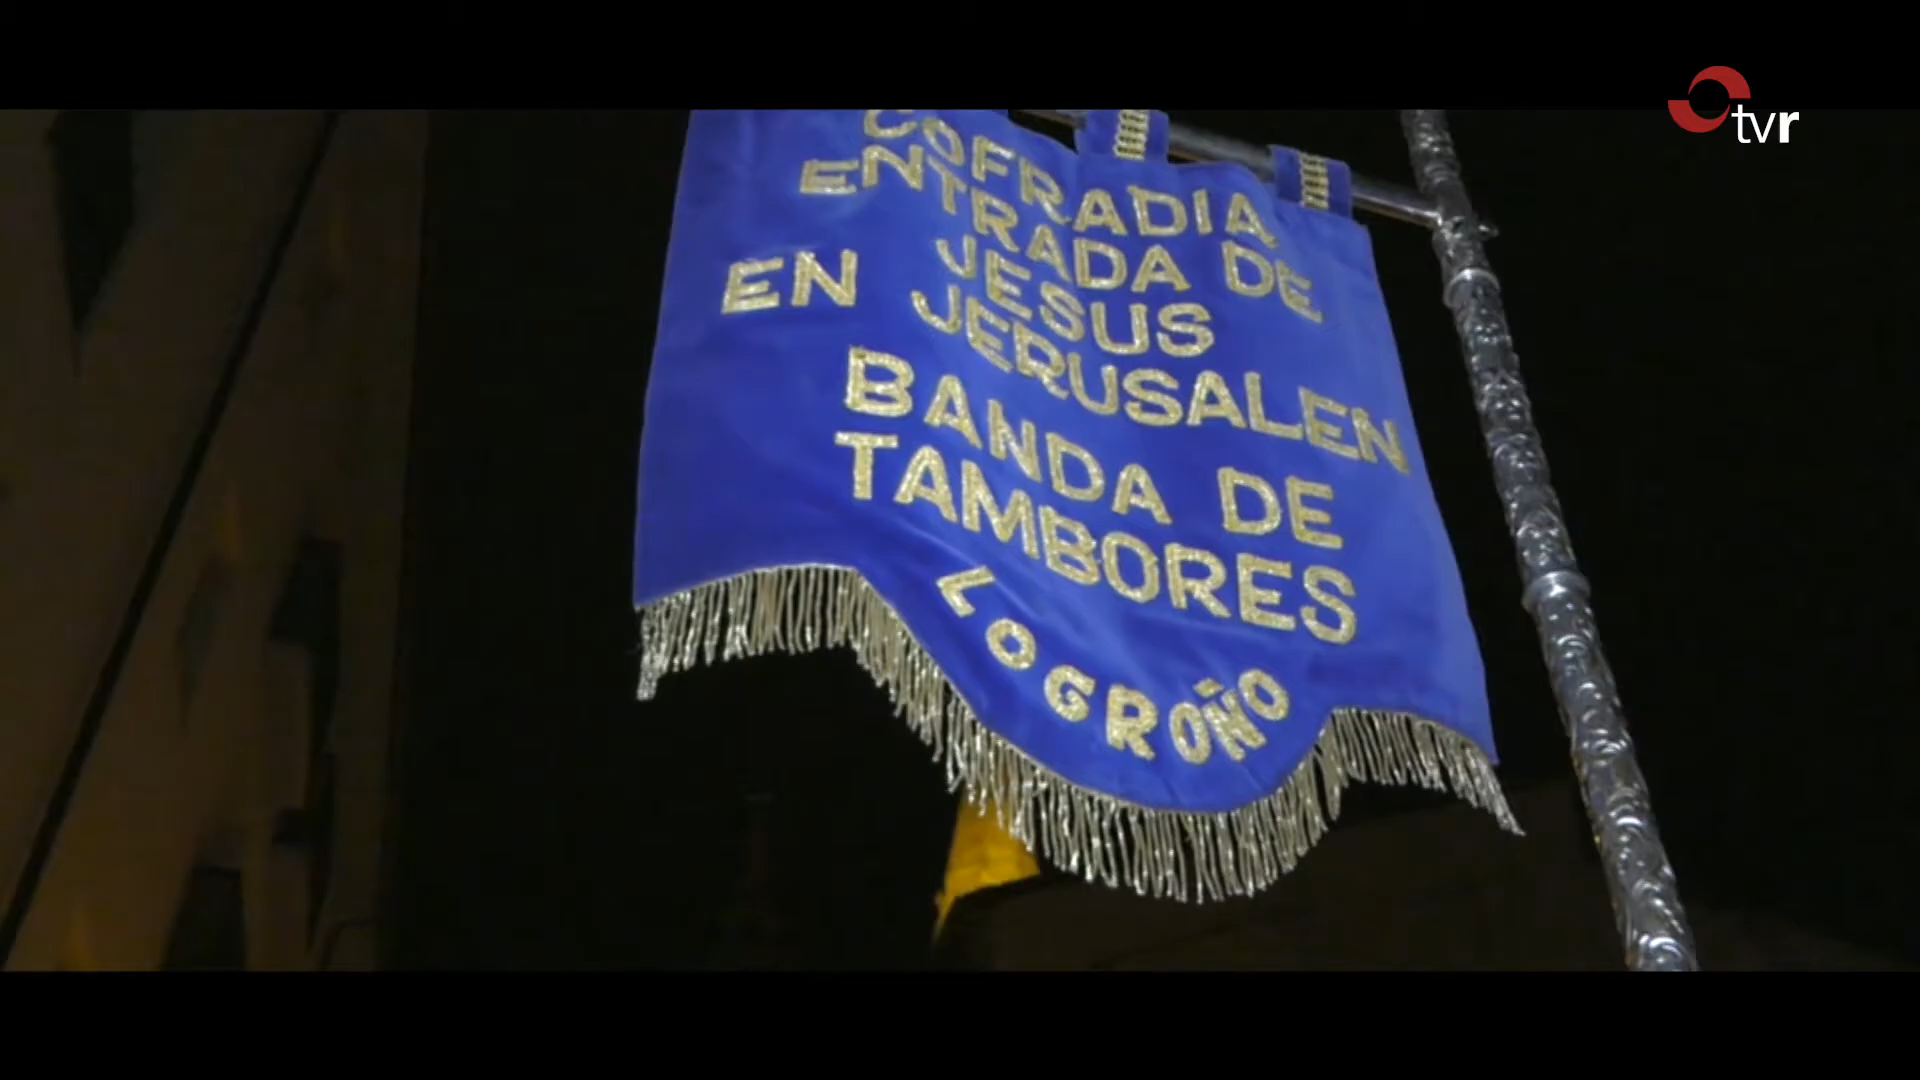 COFRADIA
ENTRADA DE
JESUS
EN JERUSALEN
BANDA DE
TAMBORES
LOGROÑO
tvr